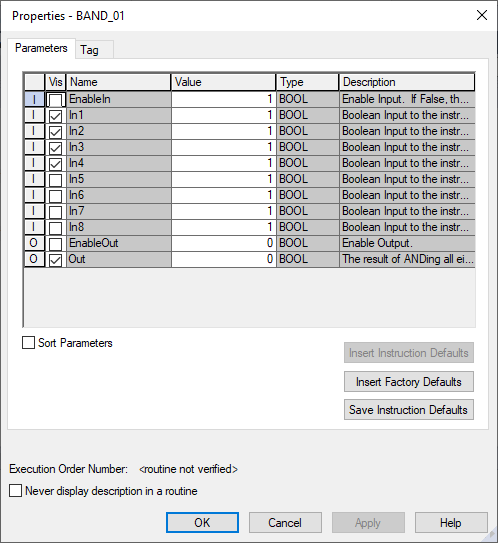 Properties - BAND_01
Parameters Tag
Vis Name Value Type Description
I EnableIn 1 BOOL Enable Input. If False, th...
I In1 1 BOOL Boolean Input to the instr...
I In2 1 BOOL Boolean Input to the instr...
I In3 1 BOOL Boolean Input to the instr...
I In4 1 BOOL Boolean Input to the instr...
I In5 1 BOOL Boolean Input to the instr...
I In6 1 BOOL Boolean Input to the instr...
I In7 1 BOOL Boolean Input to the instr...
I In8 1 BOOL Boolean Input to the instr...
O EnableOut 0 BOOL Enable Output.
O Out 0 BOOL The result of ANDing all ei...
Sort Parameters
Insert Instruction Defaults
Insert Factory Defaults
Save Instruction Defaults
Execution Order Number: <routine not verified>
Never display description in a routine
OK Cancel Apply Help